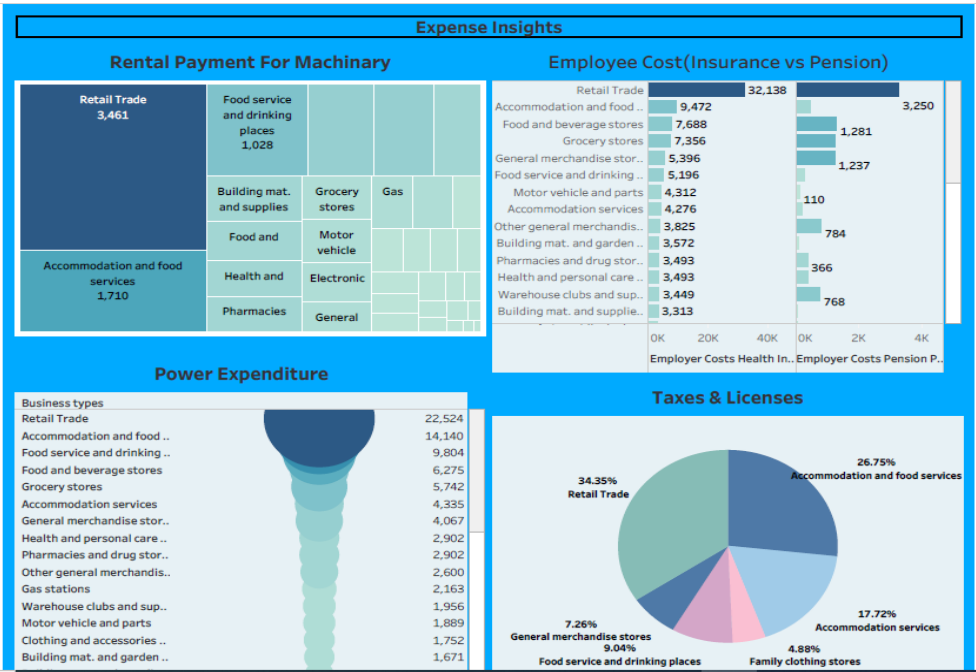 Expense Insights
Rental Payment For Machinary
Retail Trade
3,461
Food service
and drinking
places
1,028
Building mat.
and supplies
Grocery
stores
Gas
Food and
Motor
vehicle
Accommodation and food
services
1,710
Health and
Electronic
Pharmacies
General
Employee Cost(Insurance vs Pension)
Retail Trade 32,138 3,250
Accommodation and food .. 9,472
Food and beverage stores 7,688 1,281
Grocery stores 7,356
General merchandise stor.. 5,396 1,237
Food service and drinking .. 5,196
Motor vehicle and parts 4,312 110
Accommodation services 4,276
Other general merchandis.. 3,825 784
Building mat. and garden .. 3,572
Pharmacies and drug stor.. 3,493 366
Health and personal care .. 3,493
Warehouse clubs and sup.. 3,449 768
Building mat. and supplie.. 3,313
0K 20K 40K 0K 2K 4K
Employer Costs Health In.. Employer Costs Pension P..
Power Expenditure
Business types
Retail Trade 22,524
Accommodation and food .. 14,140
Food service and drinking .. 9,804
Food and beverage stores 6,275
Grocery stores 5,742
Accommodation services 4,335
General merchandise stor.. 4,067
Health and personal care .. 2,902
Pharmacies and drug stor.. 2,902
Other general merchandis.. 2,600
Gas stations 2,163
Warehouse clubs and sup.. 1,956
Motor vehicle and parts 1,889
Clothing and accessories .. 1,752
Building mat. and garden .. 1,671
Taxes & Licenses
26.75%
Accommodation and food services
34.35%
Retail Trade
17.72%
Accommodation services
7.26%
General merchandise stores
9.04%
Food service and drinking places
4.88%
Family clothing stores